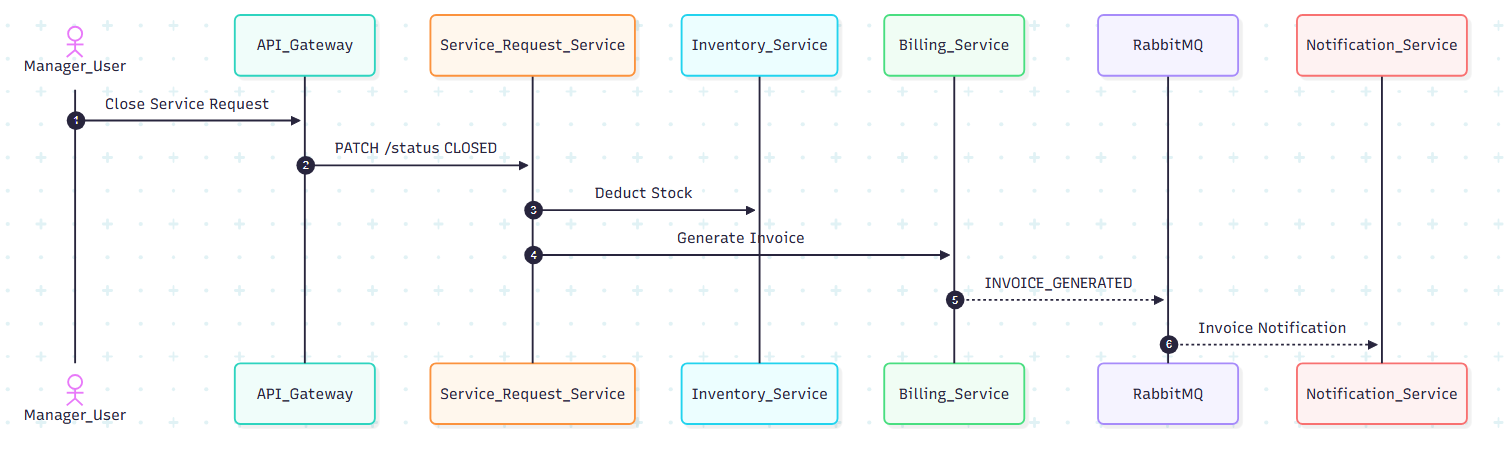 Manager_User
API_Gateway
Service_Request_Service
Inventory_Service
Billing_Service
RabbitMQ
Notification_Service
Close Service Request
1
PATCH /status CLOSED
2
Deduct Stock
3
Generate Invoice
4
INVOICE_GENERATED
5
Invoice Notification
6
Manager_User
API_Gateway
Service_Request_Service
Inventory_Service
Billing_Service
RabbitMQ
Notification_Service